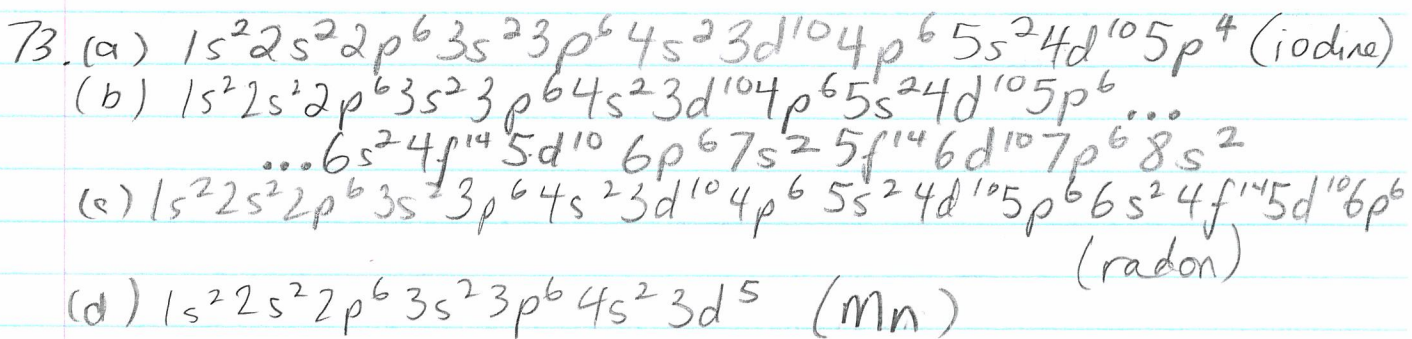 73. (a) 1s²2s²2p⁶3s²3p⁶4s²3d¹⁰4p⁶5s²4d¹⁰5p⁴ (iodine)
(b) 1s²2s²2p⁶3s²3p⁶4s²3d¹⁰4p⁶5s²4d¹⁰5p⁶...
...6s²4f¹⁴5d¹⁰6p⁶7s²5f¹⁴6d¹⁰7p⁶8s²
(c) 1s²2s²2p⁶3s²3p⁶4s²3d¹⁰4p⁶5s²4d¹⁰5p⁶6s²4f¹⁴5d¹⁰6p⁶
(radon)
(d) 1s²2s²2p⁶3s²3p⁶4s²3d⁵ (Mn)